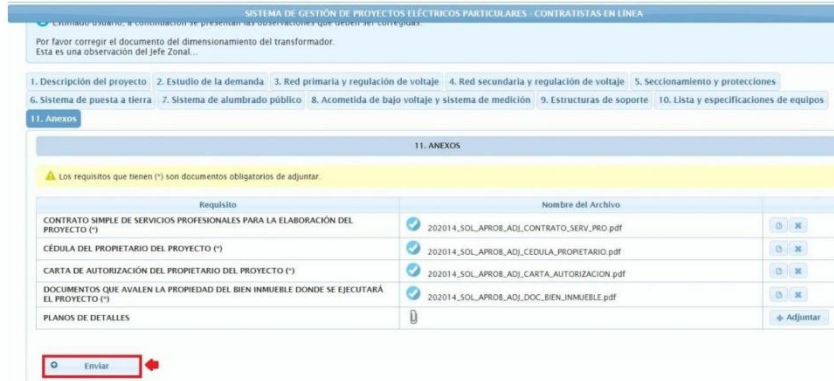 SISTEMA DE GESTIÓN DE PROYECTOS ELÉCTRICOS PARTICULARES - CONTRATISTAS EN LÍNEA
Estimado usuario, a continuación se presentan las observaciones que deben ser corregidas.
Por favor corregir el documento del dimensionamiento del transformador.
Esta es una observación del Jefe Zonal...
1. Descripción del proyecto 2. Estudio de la demanda 3. Red primaria y regulación de voltaje 4. Red secundaria y regulación de voltaje 5. Seccionamiento y protecciones
6. Sistema de puesta a tierra 7. Sistema de alumbrado público 8. Acometida de bajo voltaje y sistema de medición 9. Estructuras de soporte 10. Lista y especificaciones de equipos
11. Anexos
11. ANEXOS
Los requisitos que tienen (*) son documentos obligatorios de adjuntar.
Requisito Nombre del Archivo
CONTRATO SIMPLE DE SERVICIOS PROFESIONALES PARA LA ELABORACIÓN DEL
PROYECTO (*) 202014_SOL_APROB_ADJ_CONTRATO_SERV_PRO.pdf
CÉDULA DEL PROPIETARIO DEL PROYECTO (*) 202014_SOL_APROB_ADJ_CEDULA_PROPIETARIO.pdf
CARTA DE AUTORIZACIÓN DEL PROPIETARIO DEL PROYECTO (*) 202014_SOL_APROB_ADJ_CARTA_AUTORIZACION.pdf
DOCUMENTOS QUE AVALEN LA PROPIEDAD DEL BIEN INMUEBLE DONDE SE EJECUTARÁ
EL PROYECTO (*) 202014_SOL_APROB_ADJ_DOC_BIEN_INMUEBLE.pdf
PLANOS DE DETALLES Adjuntar
Enviar